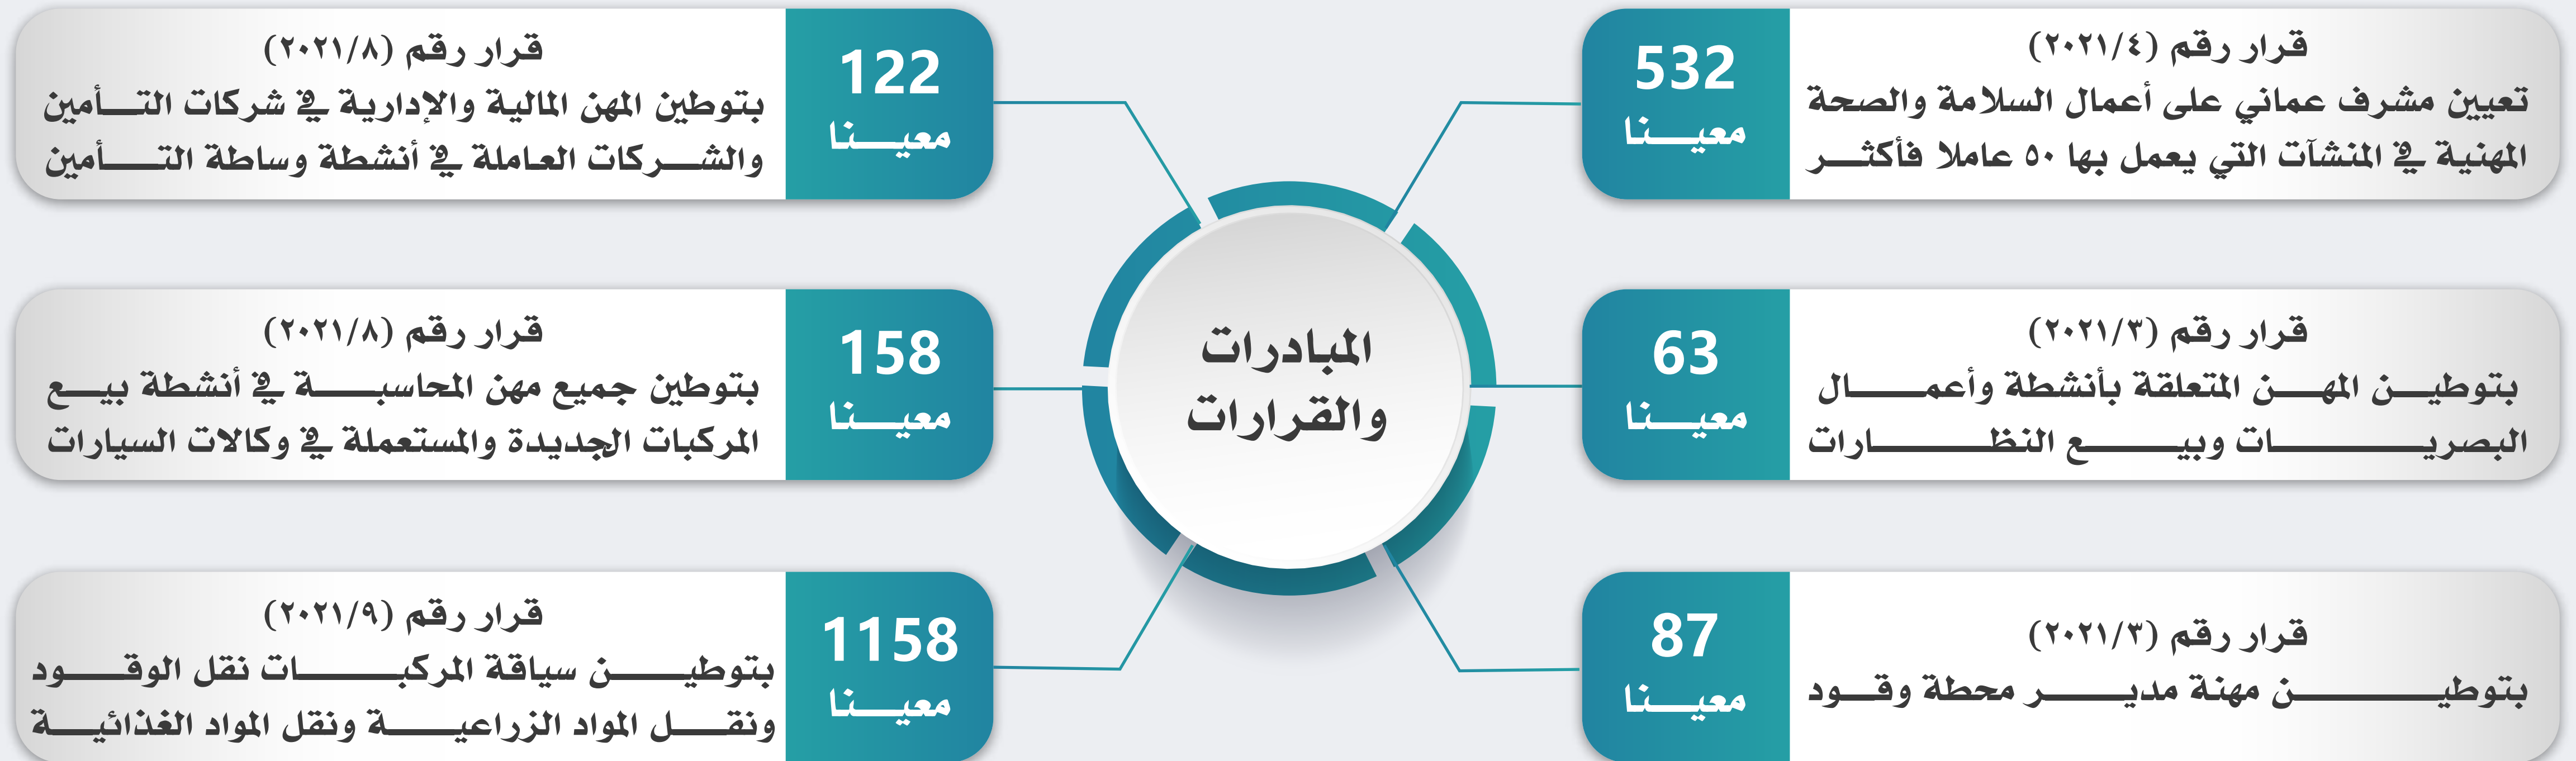 المبادرات
والقرارات
قرار رقم (٢٠٢١/٤)
تعيين مشرف عماني على أعمال السلامة والصحة
المهنية في المنشآت التي يعمل بها ٥٠ عاملا فأكثر
532
معينا
قرار رقم (٢٠٢١/٣)
بتوطين المهن المتعلقة بأنشطة وأعمال
البصريات وبيع النظارات
63
معينا
قرار رقم (٢٠٢١/٣)
بتوطين مهنة مدير محطة وقود
87
معينا
قرار رقم (٢٠٢١/٨)
بتوطين المهن المالية والإدارية في شركات التأمين
والشركات العاملة في أنشطة وساطة التأمين
122
معينا
قرار رقم (٢٠٢١/٨)
بتوطين جميع مهن المحاسبة في أنشطة بيع
المركبات الجديدة والمستعملة في وكالات السيارات
158
معينا
قرار رقم (٢٠٢١/٩)
بتوطين سياقة المركبات نقل الوقود
ونقل المواد الزراعية ونقل المواد الغذائية
1158
معينا